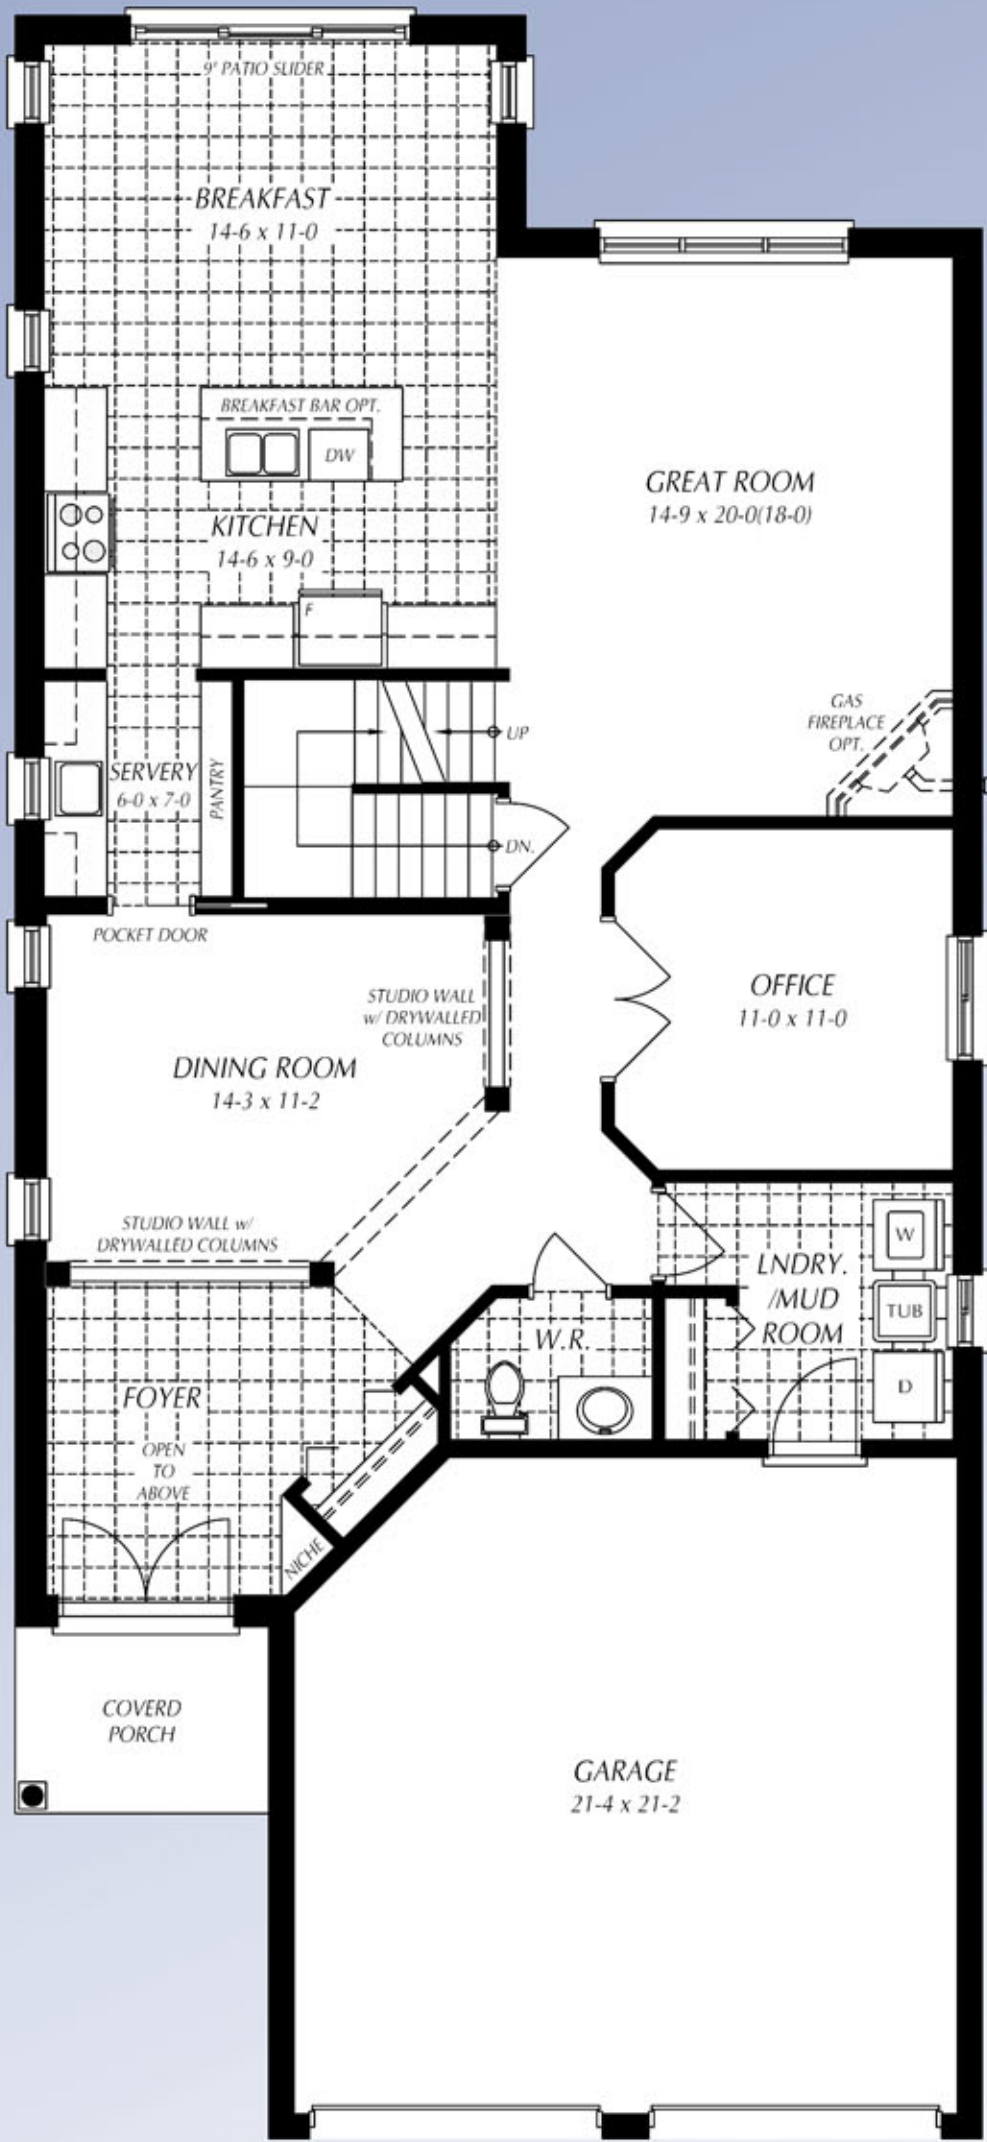 9' PATIO SLIDER
BREAKFAST
14-6 x 11-0
BREAKFAST BAR OPT.
DW
KITCHEN
14-6 x 9-0
F
GREAT ROOM
14-9 x 20-0(18-0)
GAS
FIREPLACE
OPT.
UP
DN.
SERVERY
6-0 x 7-0
PANTRY
POCKET DOOR
STUDIO WALL
w/ DRYWALLED
COLUMNS
OFFICE
11-0 x 11-0
DINING ROOM
14-3 x 11-2
STUDIO WALL w/
DRYWALLED COLUMNS
W
LNDRY.
/MUD
ROOM
TUB
D
W.R.
FOYER
OPEN
TO
ABOVE
NICHE
COVERD
PORCH
GARAGE
21-4 x 21-2